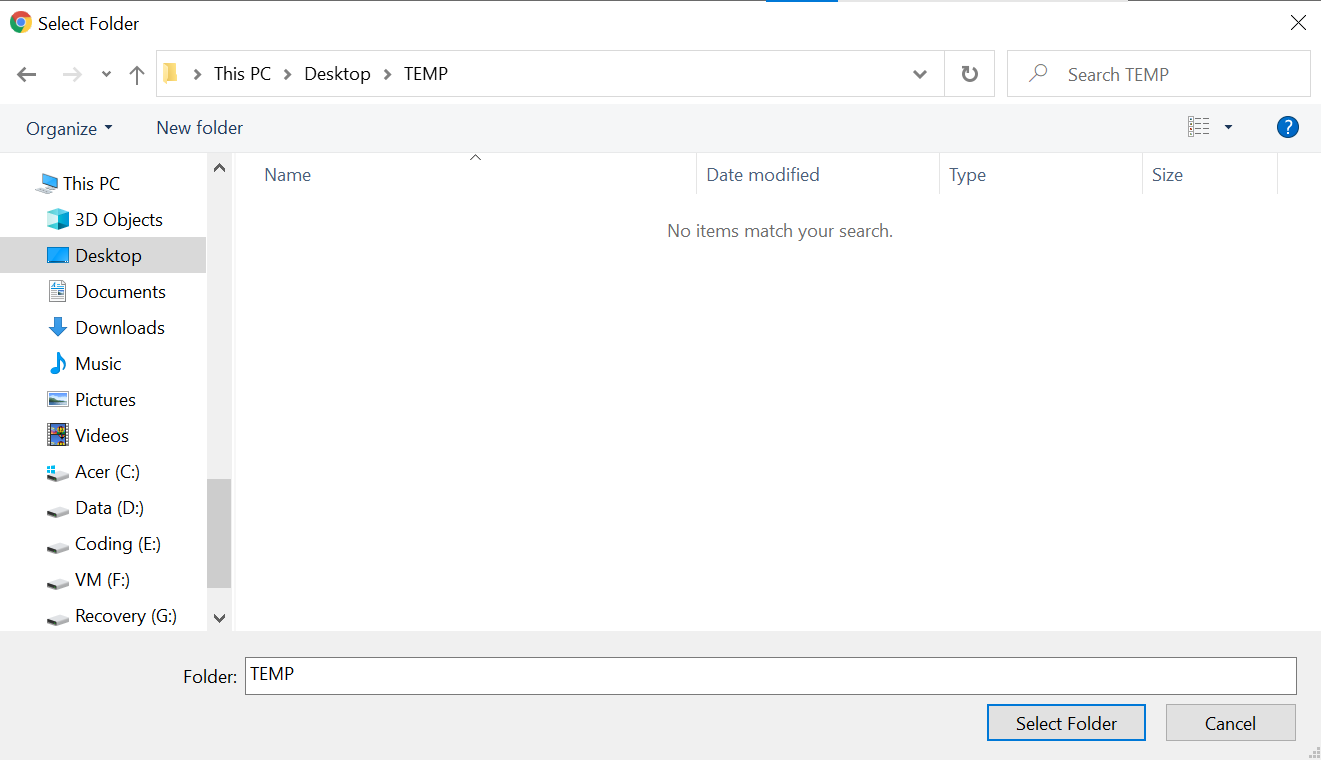 Select Folder
This PC Desktop TEMP
Search TEMP
Organize New folder
?
Name Date modified Type Size
No items match your search.
This PC
3D Objects
Desktop
Documents
Downloads
Music
Pictures
Videos
Acer (C:)
Data (D:)
Coding (E:)
VM (F:)
Recovery (G:)
Folder: TEMP
Select Folder Cancel